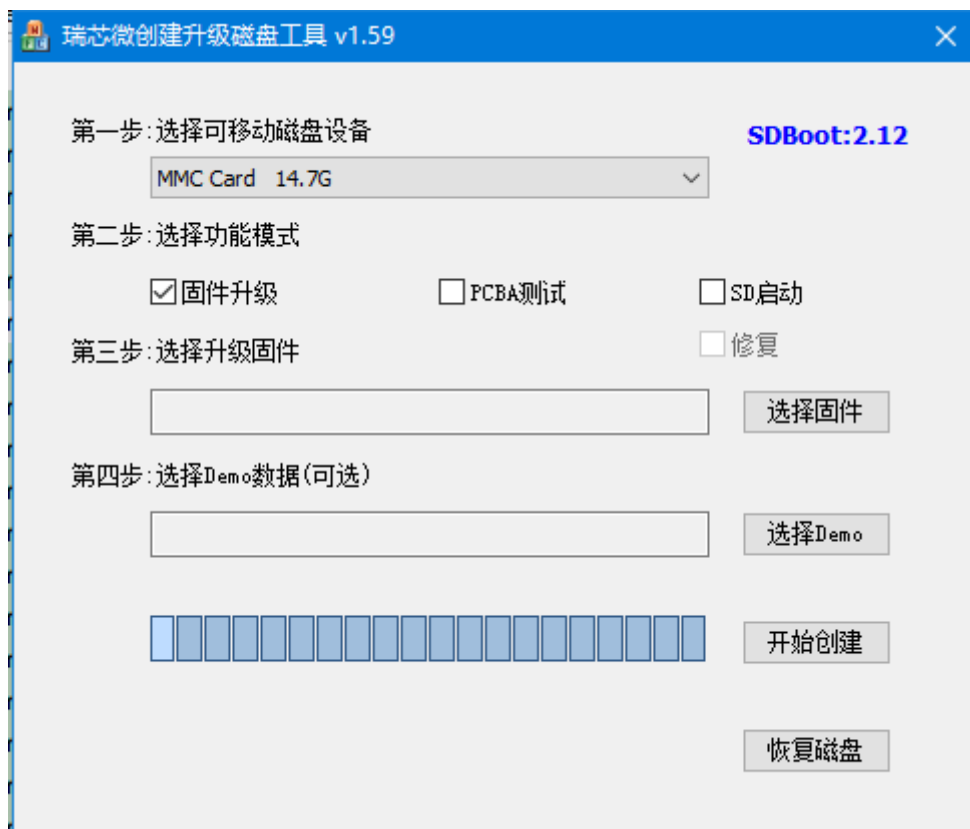 瑞芯微创建升级磁盘工具 v1.59
第一步:选择可移动磁盘设备
SDBoot:2.12
MMC Card 14.7G
第二步:选择功能模式
固件升级 PCBA测试 SD启动
修复
第三步:选择升级固件
选择固件
第四步:选择Demo数据(可选)
选择Demo
开始创建
恢复磁盘